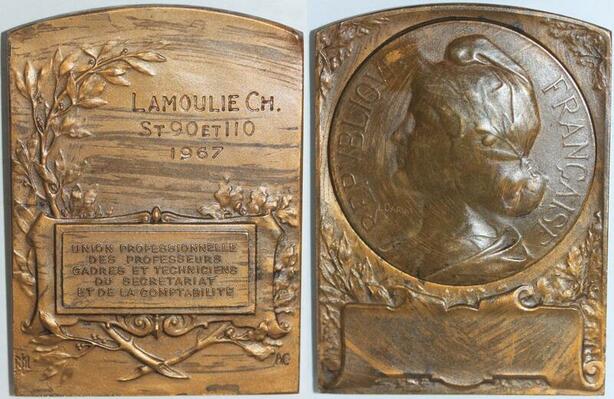 LAMOULIE CH.
ST 90 ET 110
1967
UNION PROFESSIONNELLE
DES PROFESSEURS
CADRES ET TECHNICIENS
DU SECRETARIAT
ET DE LA COMPTABILITE
REPVBLIQVE
FRANÇAISE